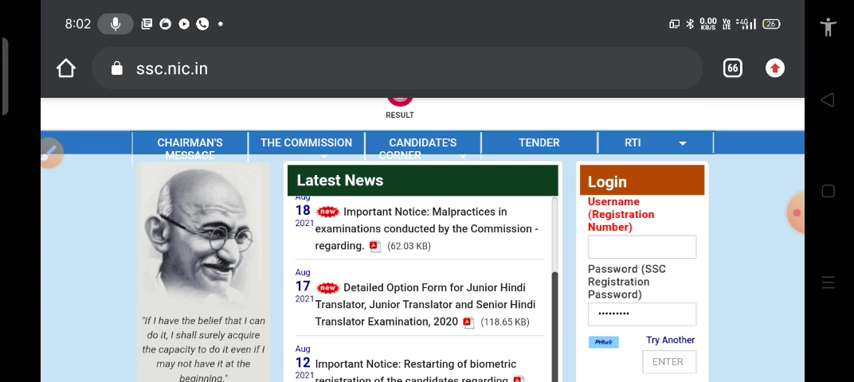 8:02
0.00
KB/S
Vo
LTE
4G
26
ssc.nic.in
66
RESULT
CHAIRMAN'S
MESSAGE
THE COMMISSION
CANDIDATE'S
CORNER
TENDER
RTI
Latest News
Aug
18
2021
new Important Notice: Malpractices in
examinations conducted by the Commission -
regarding. (62.03 KB)
Aug
17
2021
new Detailed Option Form for Junior Hindi
Translator, Junior Translator and Senior Hindi
Translator Examination, 2020 (118.65 KB)
Aug
12
Important Notice: Restarting of biometric
registration of the candidates regarding.
"If I have the belief that I can
do it, I shall surely acquire
the capacity to do it even if I
may not have it at the
beginning."
Login
Username
(Registration
Number)
Password (SSC
Registration
Password)
•••••••••
Try Another
ENTER